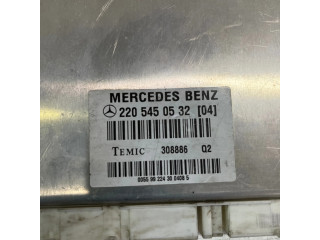 MERCEDES BENZ
220 545 05 32 [04]
TEMIC 308886 Q2